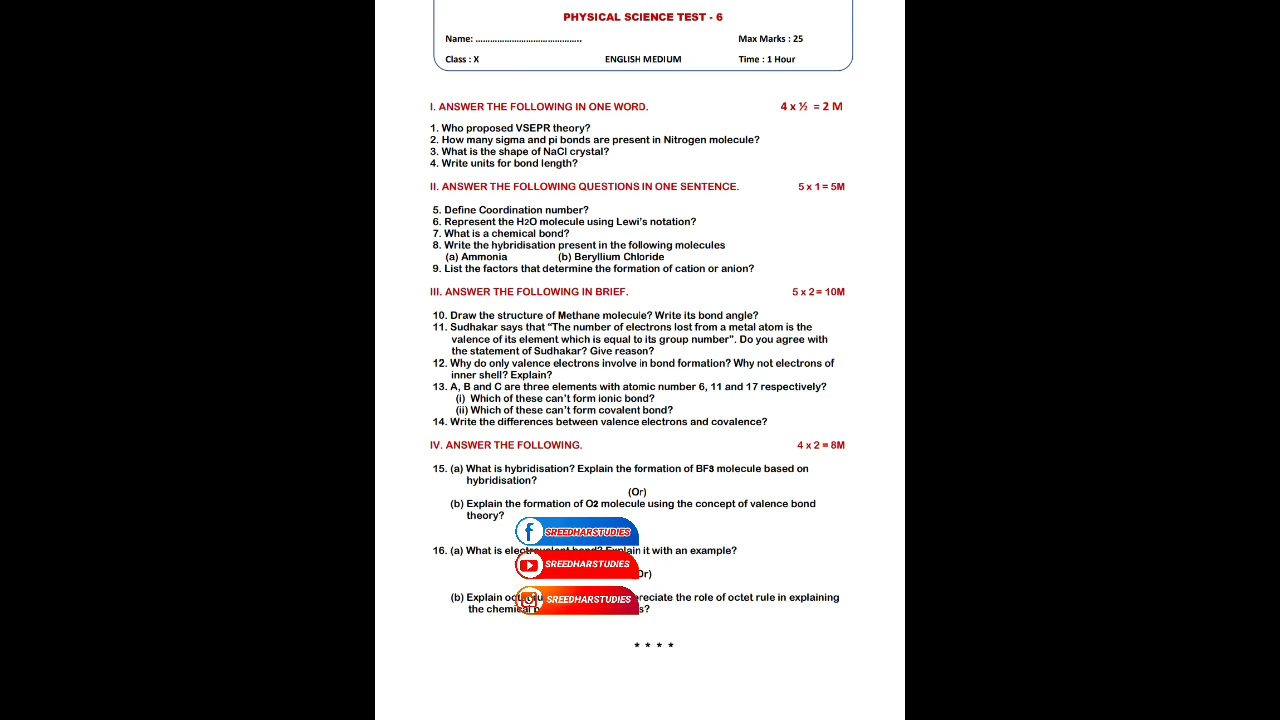 PHYSICAL SCIENCE TEST - 6
Name: ........................................ Max Marks : 25
Class : X ENGLISH MEDIUM Time : 1 Hour
I. ANSWER THE FOLLOWING IN ONE WORD. 4 x ½ = 2 M
1. Who proposed VSEPR theory?
2. How many sigma and pi bonds are present in Nitrogen molecule?
3. What is the shape of NaCl crystal?
4. Write units for bond length?
II. ANSWER THE FOLLOWING QUESTIONS IN ONE SENTENCE. 5 x 1 = 5M
5. Define Coordination number?
6. Represent the H2O molecule using Lewi's notation?
7. What is a chemical bond?
8. Write the hybridisation present in the following molecules
(a) Ammonia (b) Beryllium Chloride
9. List the factors that determine the formation of cation or anion?
III. ANSWER THE FOLLOWING IN BRIEF. 5 x 2 = 10M
10. Draw the structure of Methane molecule? Write its bond angle?
11. Sudhakar says that “The number of electrons lost from a metal atom is the
valence of its element which is equal to its group number”. Do you agree with
the statement of Sudhakar? Give reason?
12. Why do only valence electrons involve in bond formation? Why not electrons of
inner shell? Explain?
13. A, B and C are three elements with atomic number 6, 11 and 17 respectively?
(i) Which of these can't form ionic bond?
(ii) Which of these can't form covalent bond?
14. Write the differences between valence electrons and covalence?
IV. ANSWER THE FOLLOWING. 4 x 2 = 8M
15. (a) What is hybridisation? Explain the formation of BF3 molecule based on
hybridisation?
(Or)
(b) Explain the formation of O2 molecule using the concept of valence bond
theory?
SREEDHARSTUDIES
16. (a) What is electrovalent bond? Explain it with an example?
SREEDHARSTUDIES
Or)
(b) Explain the role of octet rule in explaining
SREEDHARSTUDIES
the chemical
* * * *